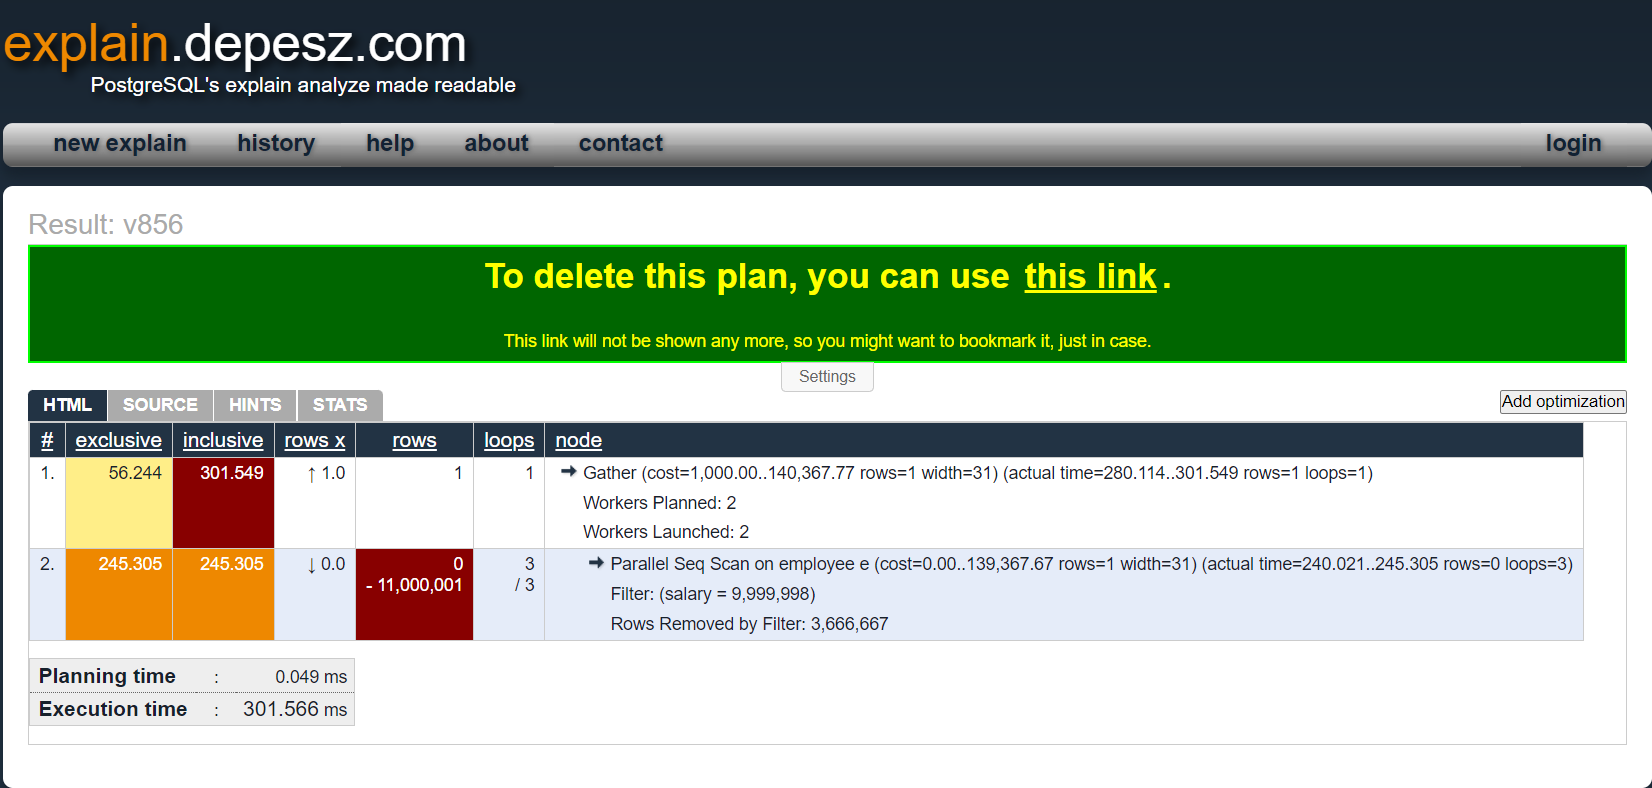 explain.depesz.com
PostgreSQL's explain analyze made readable
new explain history help about contact login
Result: v856
To delete this plan, you can use this link .
This link will not be shown any more, so you might want to bookmark it, just in case.
Settings
HTML SOURCE HINTS STATS Add optimization
# exclusive inclusive rows x rows loops node
1. 56.244 301.549 ↑ 1.0 1 1 → Gather (cost=1,000.00..140,367.77 rows=1 width=31) (actual time=280.114..301.549 rows=1 loops=1)
Workers Planned: 2
Workers Launched: 2
2. 245.305 245.305 ↓ 0.0 0 3 → Parallel Seq Scan on employee e (cost=0.00..139,367.67 rows=1 width=31) (actual time=240.021..245.305 rows=0 loops=3)
- 11,000,001 / 3
Filter: (salary = 9,999,998)
Rows Removed by Filter: 3,666,667
Planning time : 0.049 ms
Execution time : 301.566 ms